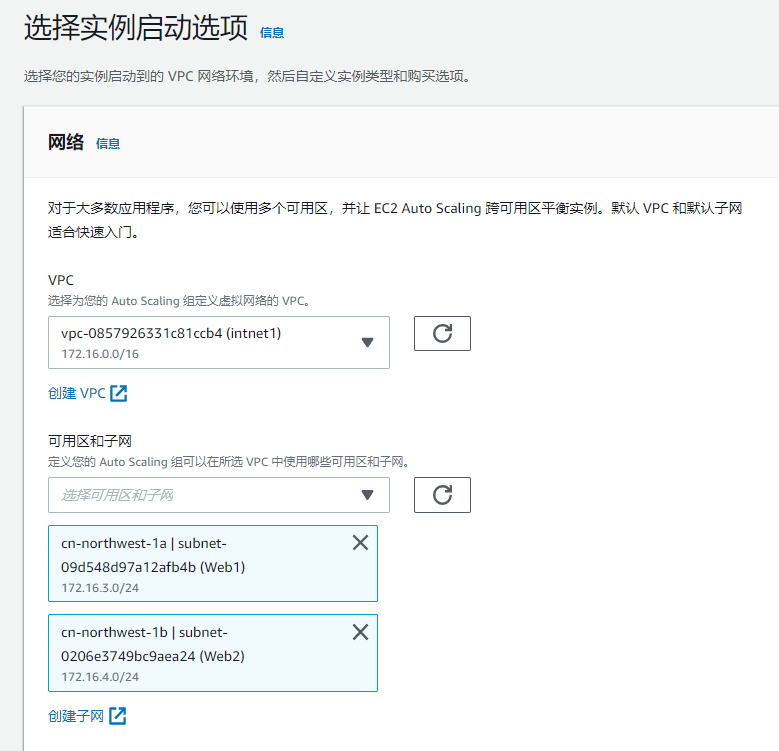 选择实例启动选项 信息
选择您的实例启动到的 VPC 网络环境，然后自定义实例类型和购买选项。
网络 信息
对于大多数应用程序，您可以使用多个可用区，并让 EC2 Auto Scaling 跨可用区平衡实例。默认 VPC 和默认子网
适合快速入门。
VPC
选择为您的 Auto Scaling 组定义虚拟网络的 VPC。
vpc-0857926331c81ccb4 (intnet1)
172.16.0.0/16
创建 VPC
可用区和子网
定义您的 Auto Scaling 组可以在所选 VPC 中使用哪些可用区和子网。
选择可用区和子网
cn-northwest-1a | subnet-
09d548d97a12afb4b (Web1)
172.16.3.0/24
cn-northwest-1b | subnet-
0206e3749bc9aea24 (Web2)
172.16.4.0/24
创建子网